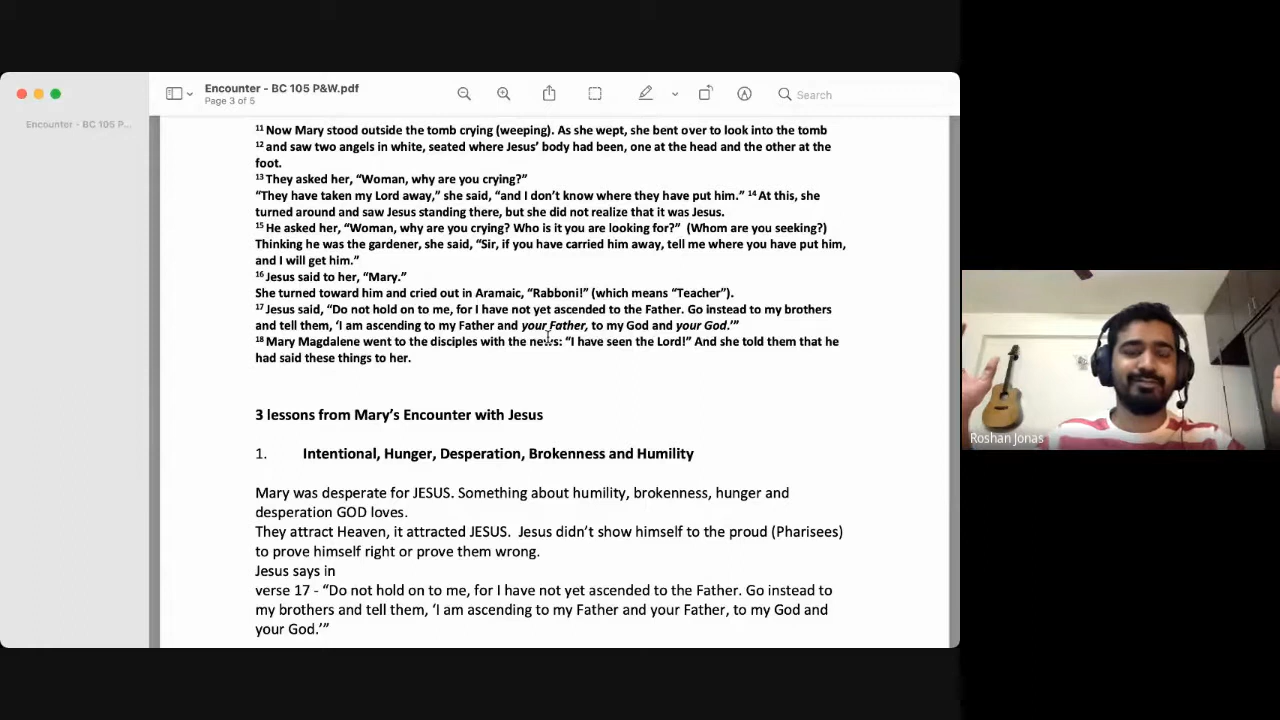 Encounter - BC 105 P&W.pdf
Page 3 of 5
Search
Encounter - BC 105 P...
¹¹ Now Mary stood outside the tomb crying (weeping). As she wept, she bent over to look into the tomb
¹² and saw two angels in white, seated where Jesus’ body had been, one at the head and the other at the
foot.
¹³ They asked her, “Woman, why are you crying?”
“They have taken my Lord away,” she said, “and I don’t know where they have put him.” ¹⁴ At this, she
turned around and saw Jesus standing there, but she did not realize that it was Jesus.
¹⁵ He asked her, “Woman, why are you crying? Who is it you are looking for?” (Whom are you seeking?)
Thinking he was the gardener, she said, “Sir, if you have carried him away, tell me where you have put him,
and I will get him.”
¹⁶ Jesus said to her, “Mary.”
She turned toward him and cried out in Aramaic, “Rabboni!” (which means “Teacher”).
¹⁷ Jesus said, “Do not hold on to me, for I have not yet ascended to the Father. Go instead to my brothers
and tell them, ‘I am ascending to my Father and your Father, to my God and your God.’”
¹⁸ Mary Magdalene went to the disciples with the news: “I have seen the Lord!” And she told them that he
had said these things to her.
3 lessons from Mary’s Encounter with Jesus
1. Intentional, Hunger, Desperation, Brokenness and Humility
Mary was desperate for JESUS. Something about humility, brokenness, hunger and
desperation GOD loves.
They attract Heaven, it attracted JESUS. Jesus didn’t show himself to the proud (Pharisees)
to prove himself right or prove them wrong.
Jesus says in
verse 17 - “Do not hold on to me, for I have not yet ascended to the Father. Go instead to
my brothers and tell them, ‘I am ascending to my Father and your Father, to my God and
your God.’”
Roshan Jonas